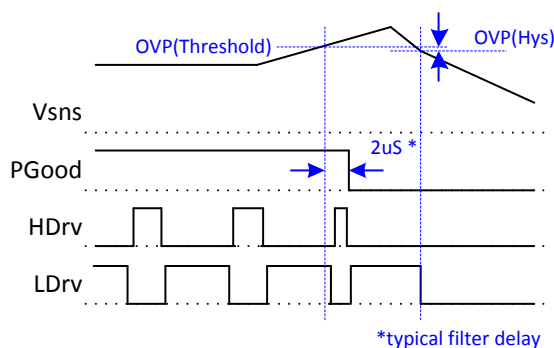 OVP(Threshold)
OVP(Hys)
Vsns
2uS *
PGood
HDrv
LDrv
*typical filter delay